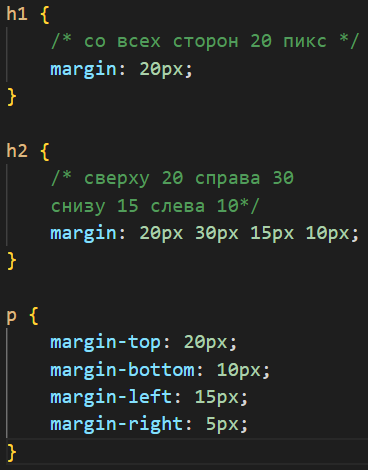 h1 {
/* со всех сторон 20 пикс */
margin: 20px;
}
h2 {
/* сверху 20 справа 30
снизу 15 слева 10*/
margin: 20px 30px 15px 10px;
}
p {
margin-top: 20px;
margin-bottom: 10px;
margin-left: 15px;
margin-right: 5px;
}